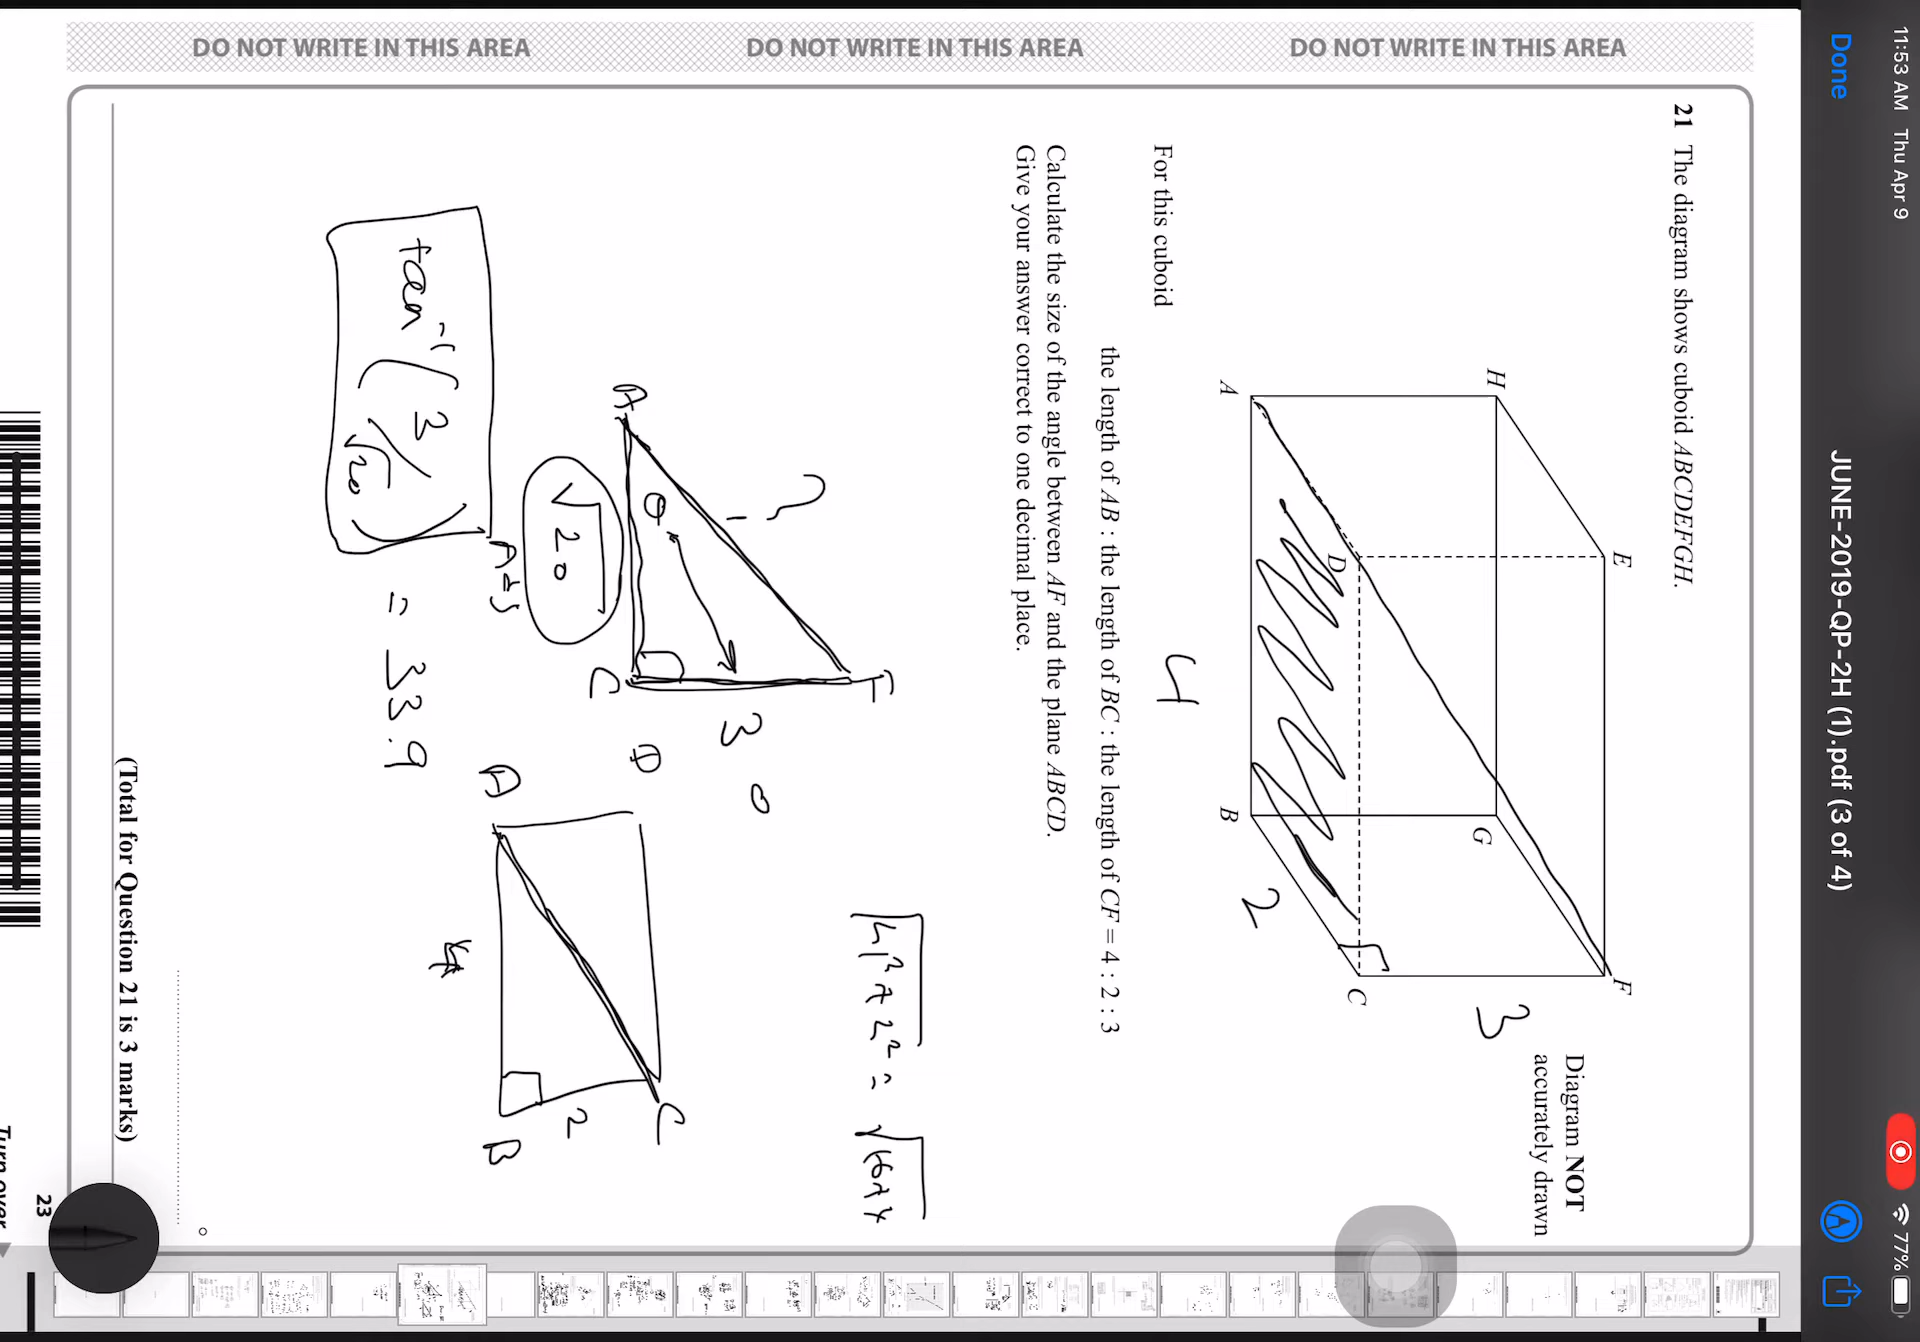 11:53 AM Thu Apr 9
77%
Done
JUNE-2019-QP-2H (1).pdf (3 of 4)
21 The diagram shows cuboid ABCDEFGH.
Diagram NOT
accurately drawn
H
E
A
D
G
B
F
C
3
2
4
For this cuboid
the length of AB : the length of BC : the length of CF = 4 : 2 : 3
Calculate the size of the angle between AF and the plane ABCD.
Give your answer correct to one decimal place.
√4² + 2² = √16+4
F
3
O
A
θ
C
√20
D
A
C
B
2
4
tan⁻¹ (3/√20)
= 33.9
°
(Total for Question 21 is 3 marks)
23
Turn over
DO NOT WRITE IN THIS AREA
DO NOT WRITE IN THIS AREA
DO NOT WRITE IN THIS AREA